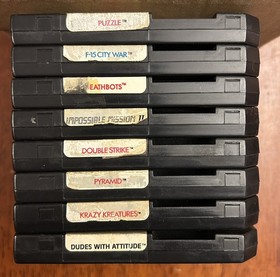 PUZZLE™
F-15 CITY WAR™
EATHBOTS™
IMPOSSIBLE MISSION II
DOUBLE STRIKE™
PYRAMID™
KRAZY KREATURES™
DUDES WITH ATTITUDE™